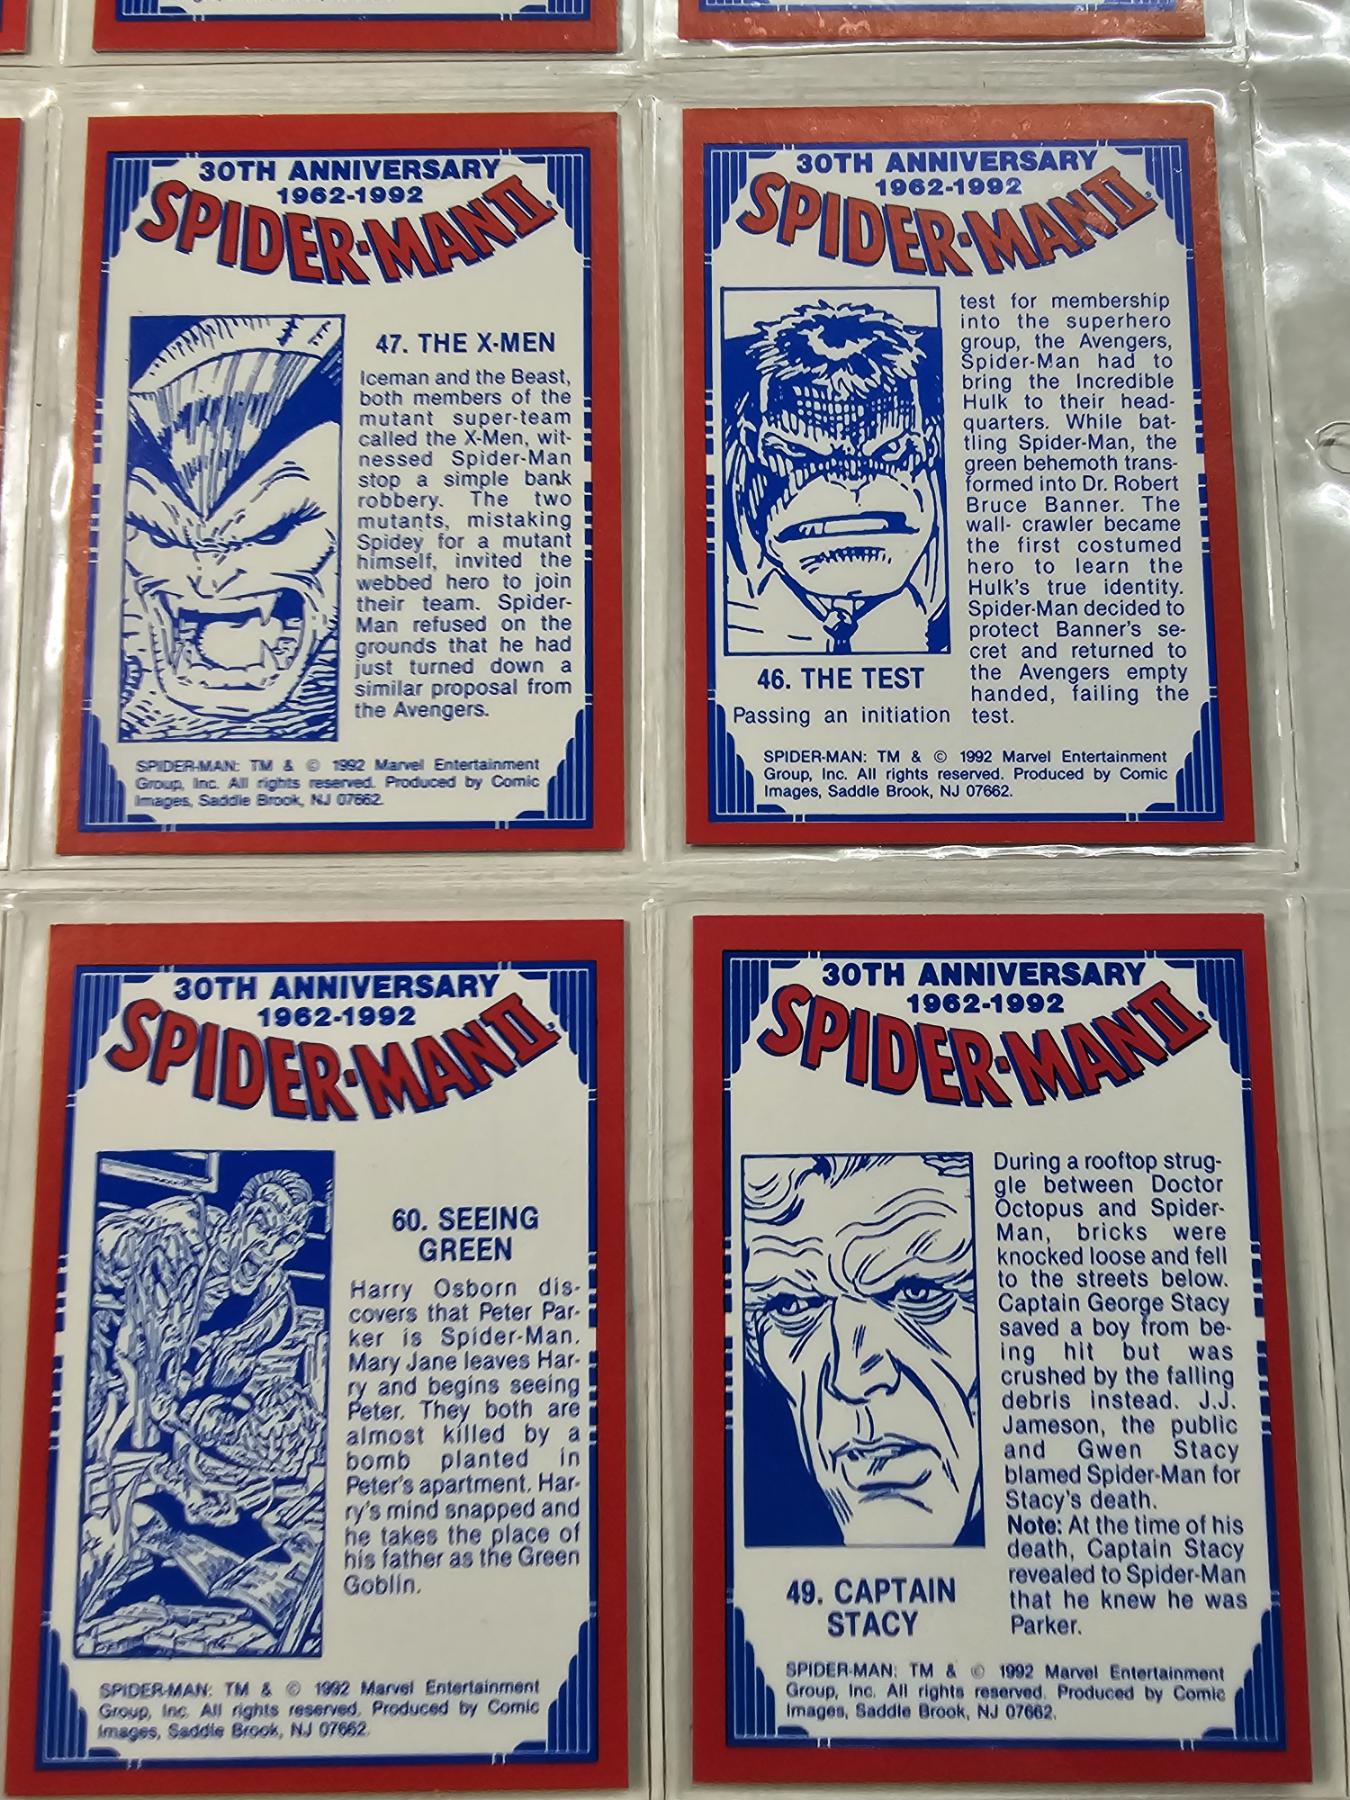 30TH ANNIVERSARY
1962-1992
SPIDER-MAN II
47. THE X-MEN
Iceman and the Beast,
both members of the
mutant super-team
called the X-Men, wit-
nessed Spider-Man
stop a simple bank
robbery. The two
mutants, mistaking
Spidey for a mutant
himself, invited the
webbed hero to join
their team. Spider-
Man refused on the
grounds that he had
just turned down a
similar proposal from
the Avengers.
SPIDER-MAN: TM & © 1992 Marvel Entertainment
Group, Inc. All rights reserved. Produced by Comic
Images, Saddle Brook, NJ 07662.
30TH ANNIVERSARY
1962-1992
SPIDER-MAN II
46. THE TEST
Passing an initiation
test for membership
into the superhero
group, the Avengers,
Spider-Man had to
bring the Incredible
Hulk to their head-
quarters. While bat-
tling Spider-Man, the
green behemoth trans-
formed into Dr. Robert
Bruce Banner. The
wall- crawler became
the first costumed
hero to learn the
Hulk's true identity.
Spider-Man decided to
protect Banner's se-
cret and returned to
the Avengers empty
handed, failing the
test.
SPIDER-MAN: TM & © 1992 Marvel Entertainment
Group, Inc. All rights reserved. Produced by Comic
Images, Saddle Brook, NJ 07662.
30TH ANNIVERSARY
1962-1992
SPIDER-MAN II
60. SEEING
GREEN
Harry Osborn dis-
covers that Peter Par-
ker is Spider-Man.
Mary Jane leaves Har-
ry and begins seeing
Peter. They both are
almost killed by a
bomb planted in
Peter's apartment. Har-
ry's mind snapped and
he takes the place of
his father as the Green
Goblin.
SPIDER-MAN: TM & © 1992 Marvel Entertainment
Group, Inc. All rights reserved. Produced by Comic
Images, Saddle Brook, NJ 07662.
30TH ANNIVERSARY
1962-1992
SPIDER-MAN II
49. CAPTAIN
STACY
During a rooftop strug-
gle between Doctor
Octopus and Spider-
Man, bricks were
knocked loose and fell
to the streets below.
Captain George Stacy
saved a boy from be-
ing hit but was
crushed by the falling
debris instead. J.J.
Jameson, the public
and Gwen Stacy
blamed Spider-Man for
Stacy's death.
Note: At the time of his
death, Captain Stacy
revealed to Spider-Man
that he knew he was
Parker.
SPIDER-MAN: TM & © 1992 Marvel Entertainment
Group, Inc. All rights reserved. Produced by Comic
Images, Saddle Brook, NJ 07662.